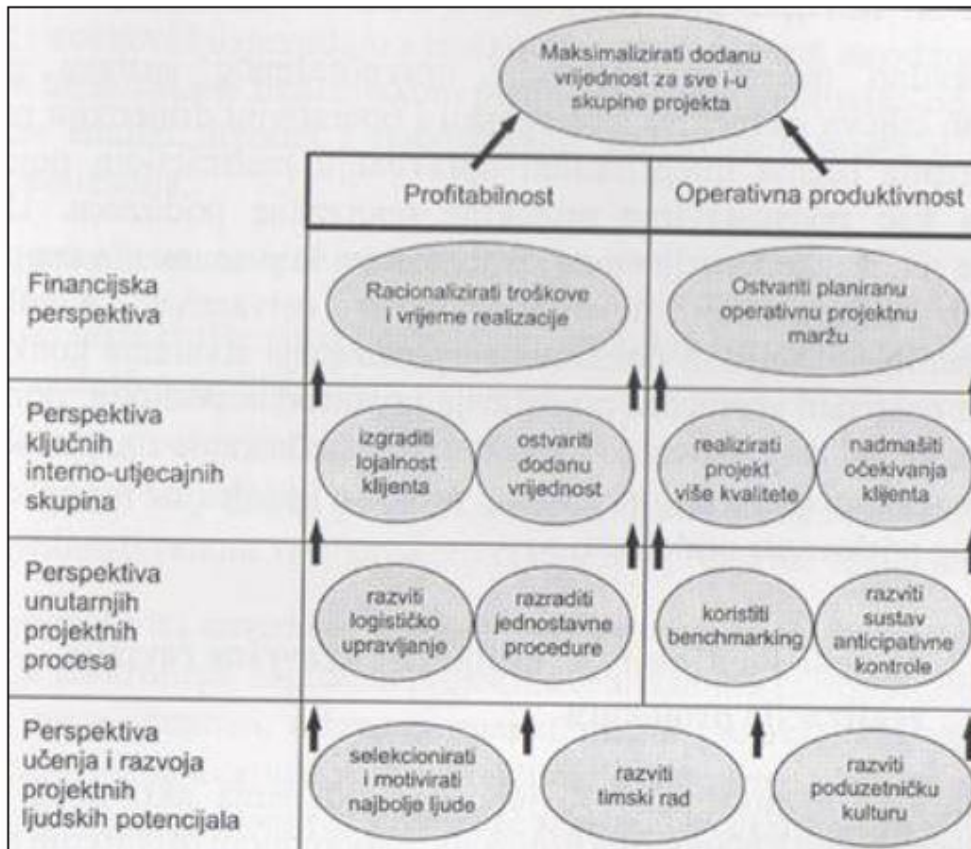 Maksimalizirati dodanu
vrijednost za sve i-u
skupine projekta
Profitabilnost
Operativna produktivnost
Financijska
perspektiva
Racionalizirati troškove
i vrijeme realizacije
Ostvariti planiranu
operativnu projektnu
maržu
Perspektiva
ključnih
interno-utjecajnih
skupina
izgraditi
lojalnost
klijenta
ostvariti
dodanu
vrijednost
realizirati
projekt
više kvalitete
nadmašiti
očekivanja
klijenta
Perspektiva
unutarnjih
projektnih
procesa
razviti
logističko
upravljanje
razraditi
jednostavne
procedure
koristiti
benchmarking
razviti
sustav
anticipativne
kontrole
Perspektiva
učenja i razvoja
projektnih
ljudskih potencijala
selekcionirati
i motivirati
najbolje ljude
razviti
timski rad
razviti
poduzetničku
kulturu